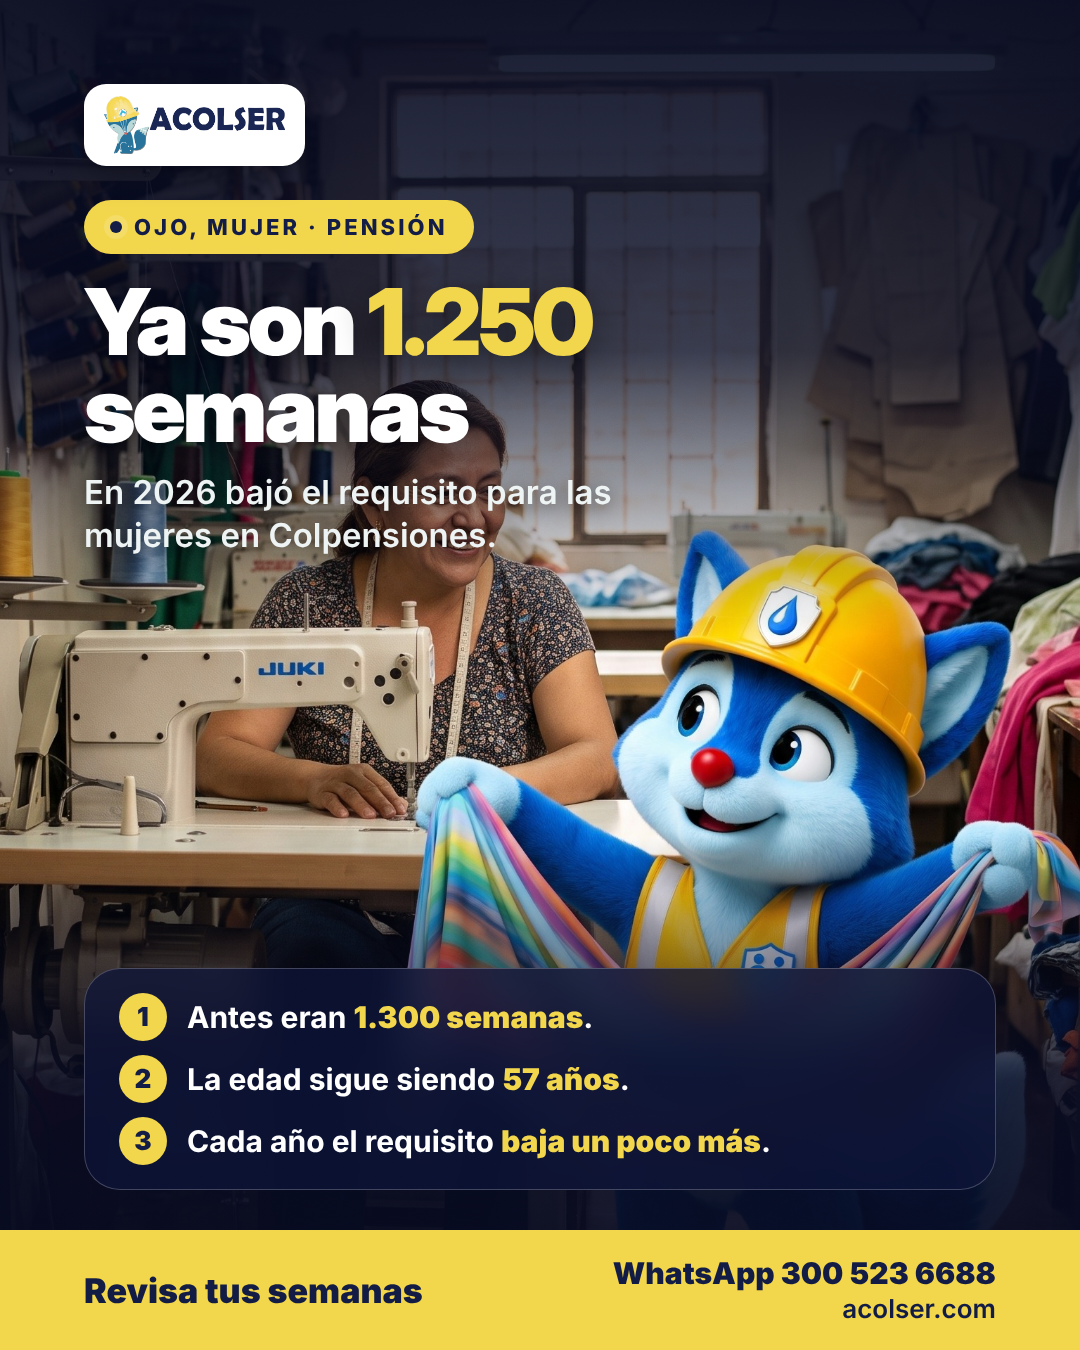 ACOLSER
OJO, MUJER · PENSIÓN
Ya son 1.250
semanas
En 2026 bajó el requisito para las
mujeres en Colpensiones.
JUKI
1 Antes eran 1.300 semanas.
2 La edad sigue siendo 57 años.
3 Cada año el requisito baja un poco más.
Revisa tus semanas
WhatsApp 300 523 6688
acolser.com